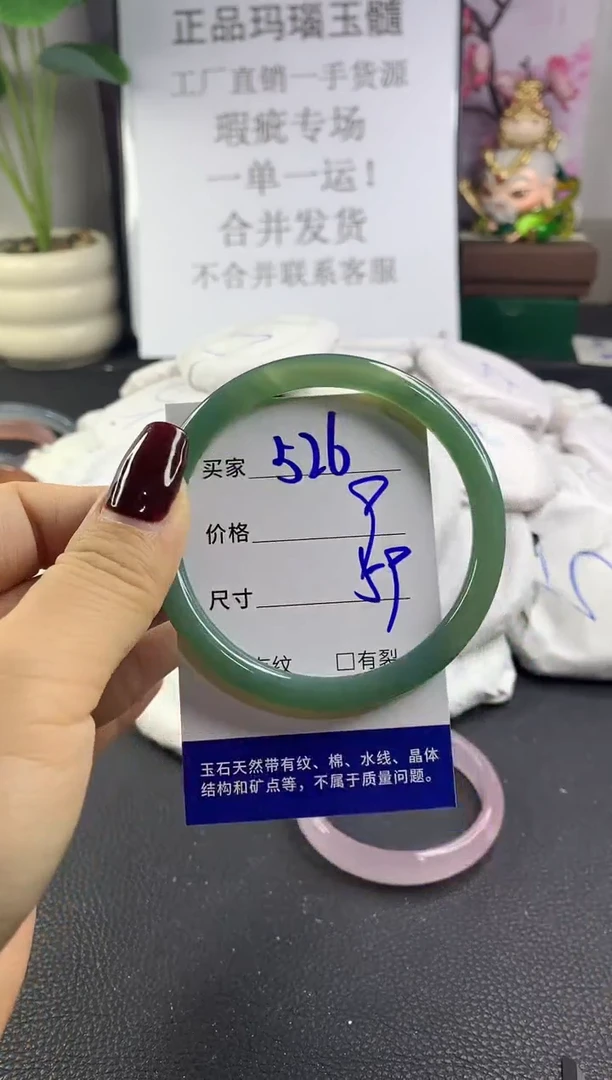 正品玛瑙玉髓
工厂直销一手货源
瑕疵专场
一单一运!
合并发货
不合并联系客服
买家 526
价格 9
尺寸 59
纹 □有裂
玉石天然带有纹、棉、水线、晶体
结构和矿点等，不属于质量问题。